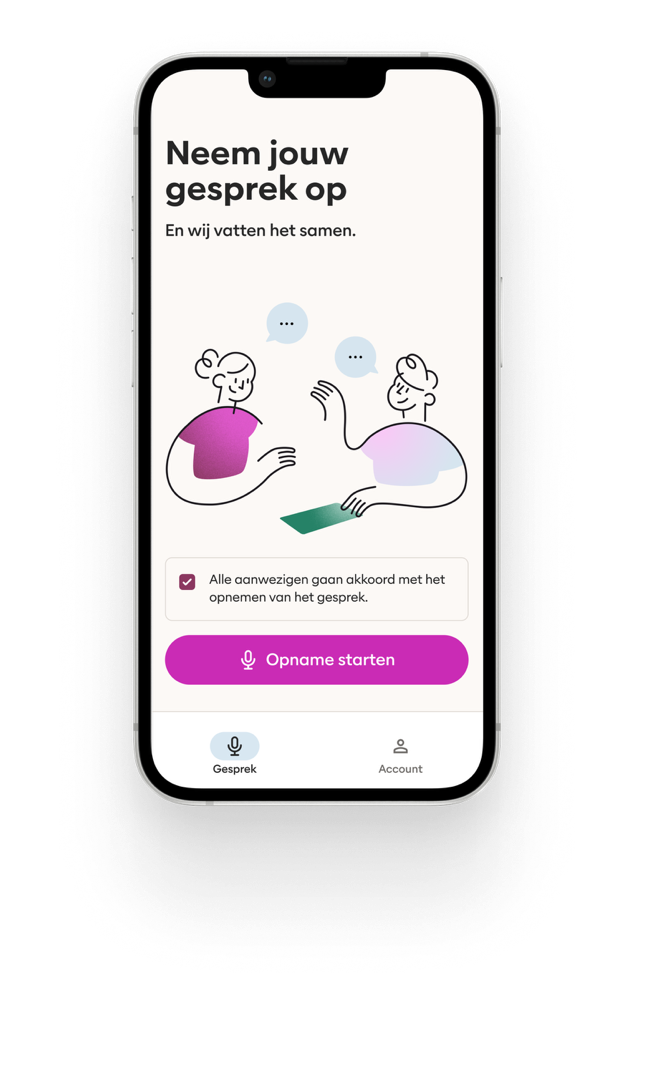 Neem jouw
gesprek op
En wij vatten het samen.
Alle aanwezigen gaan akkoord met het
opnemen van het gesprek.
Opname starten
Gesprek
Account